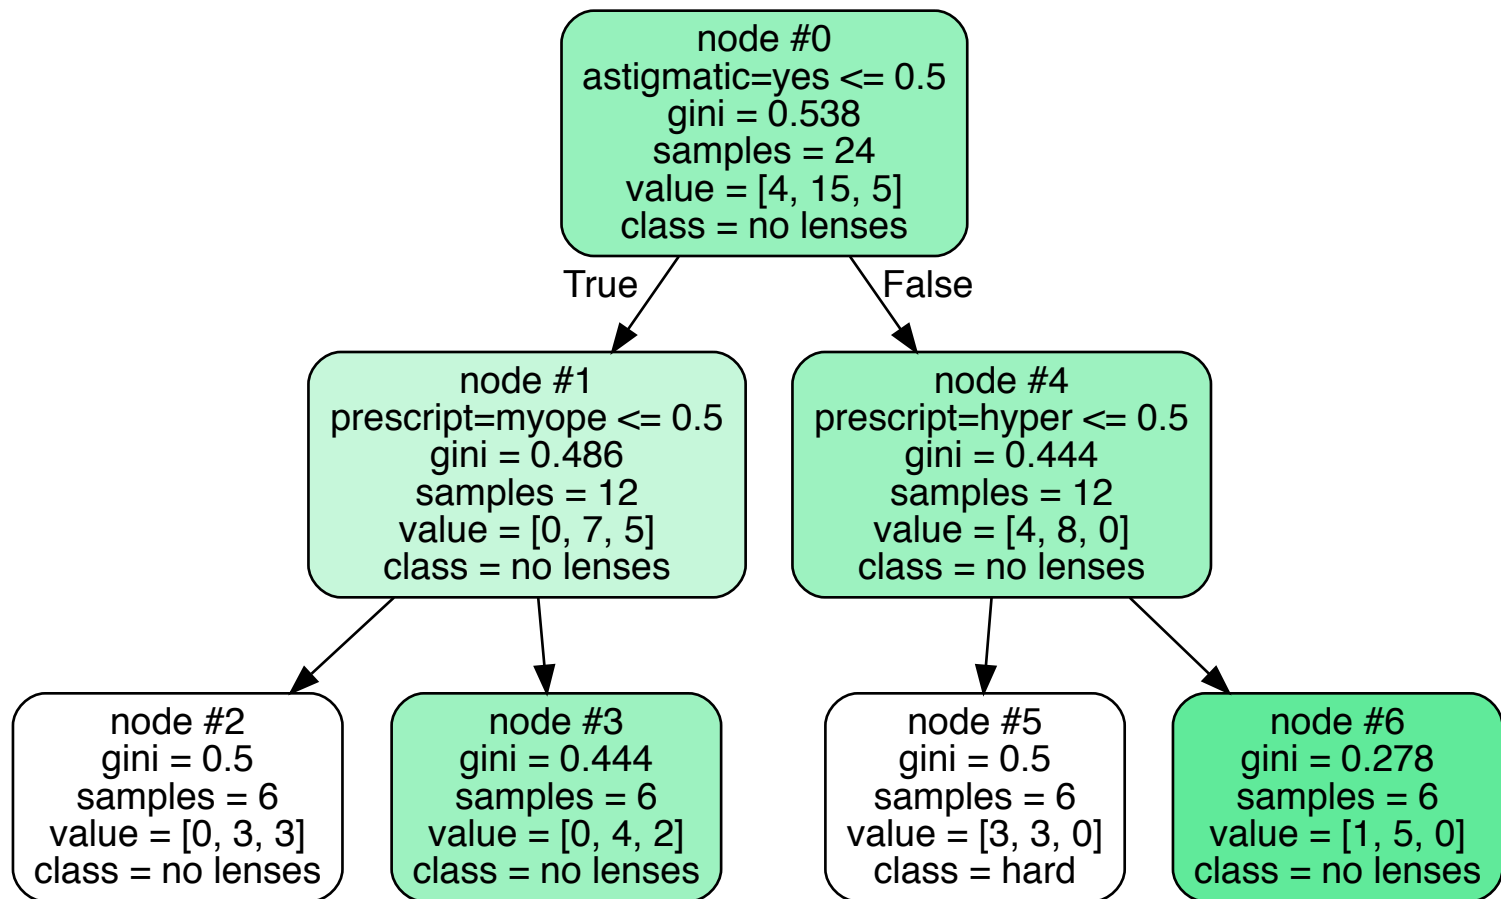 node #0
astigmatic=yes <= 0.5
gini = 0.538
samples = 24
value = [4, 15, 5]
class = no lenses
True
False
node #1
prescript=myope <= 0.5
gini = 0.486
samples = 12
value = [0, 7, 5]
class = no lenses
node #4
prescript=hyper <= 0.5
gini = 0.444
samples = 12
value = [4, 8, 0]
class = no lenses
node #2
gini = 0.5
samples = 6
value = [0, 3, 3]
class = no lenses
node #3
gini = 0.444
samples = 6
value = [0, 4, 2]
class = no lenses
node #5
gini = 0.5
samples = 6
value = [3, 3, 0]
class = hard
node #6
gini = 0.278
samples = 6
value = [1, 5, 0]
class = no lenses